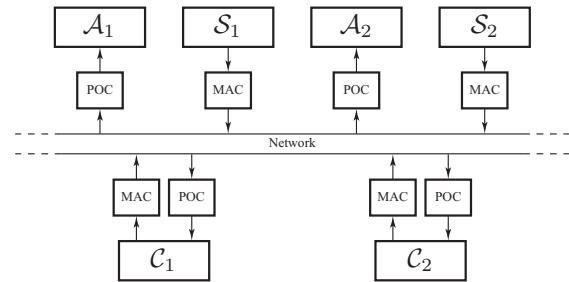 𝒜₁ 𝒮₁ 𝒜₂ 𝒮₂
POC MAC POC MAC
Network
MAC POC MAC POC
𝒞₁ 𝒞₂